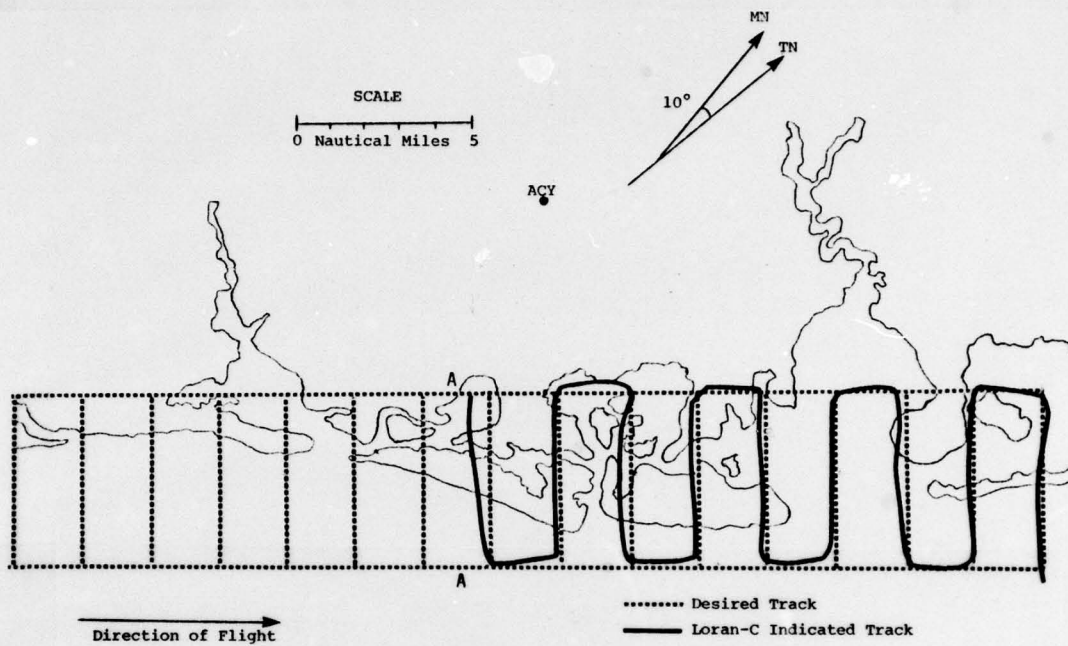 MN
TN
10°
SCALE
0 Nautical Miles 5
ACY
A
A
Direction of Flight
Desired Track
Loran-C Indicated Track